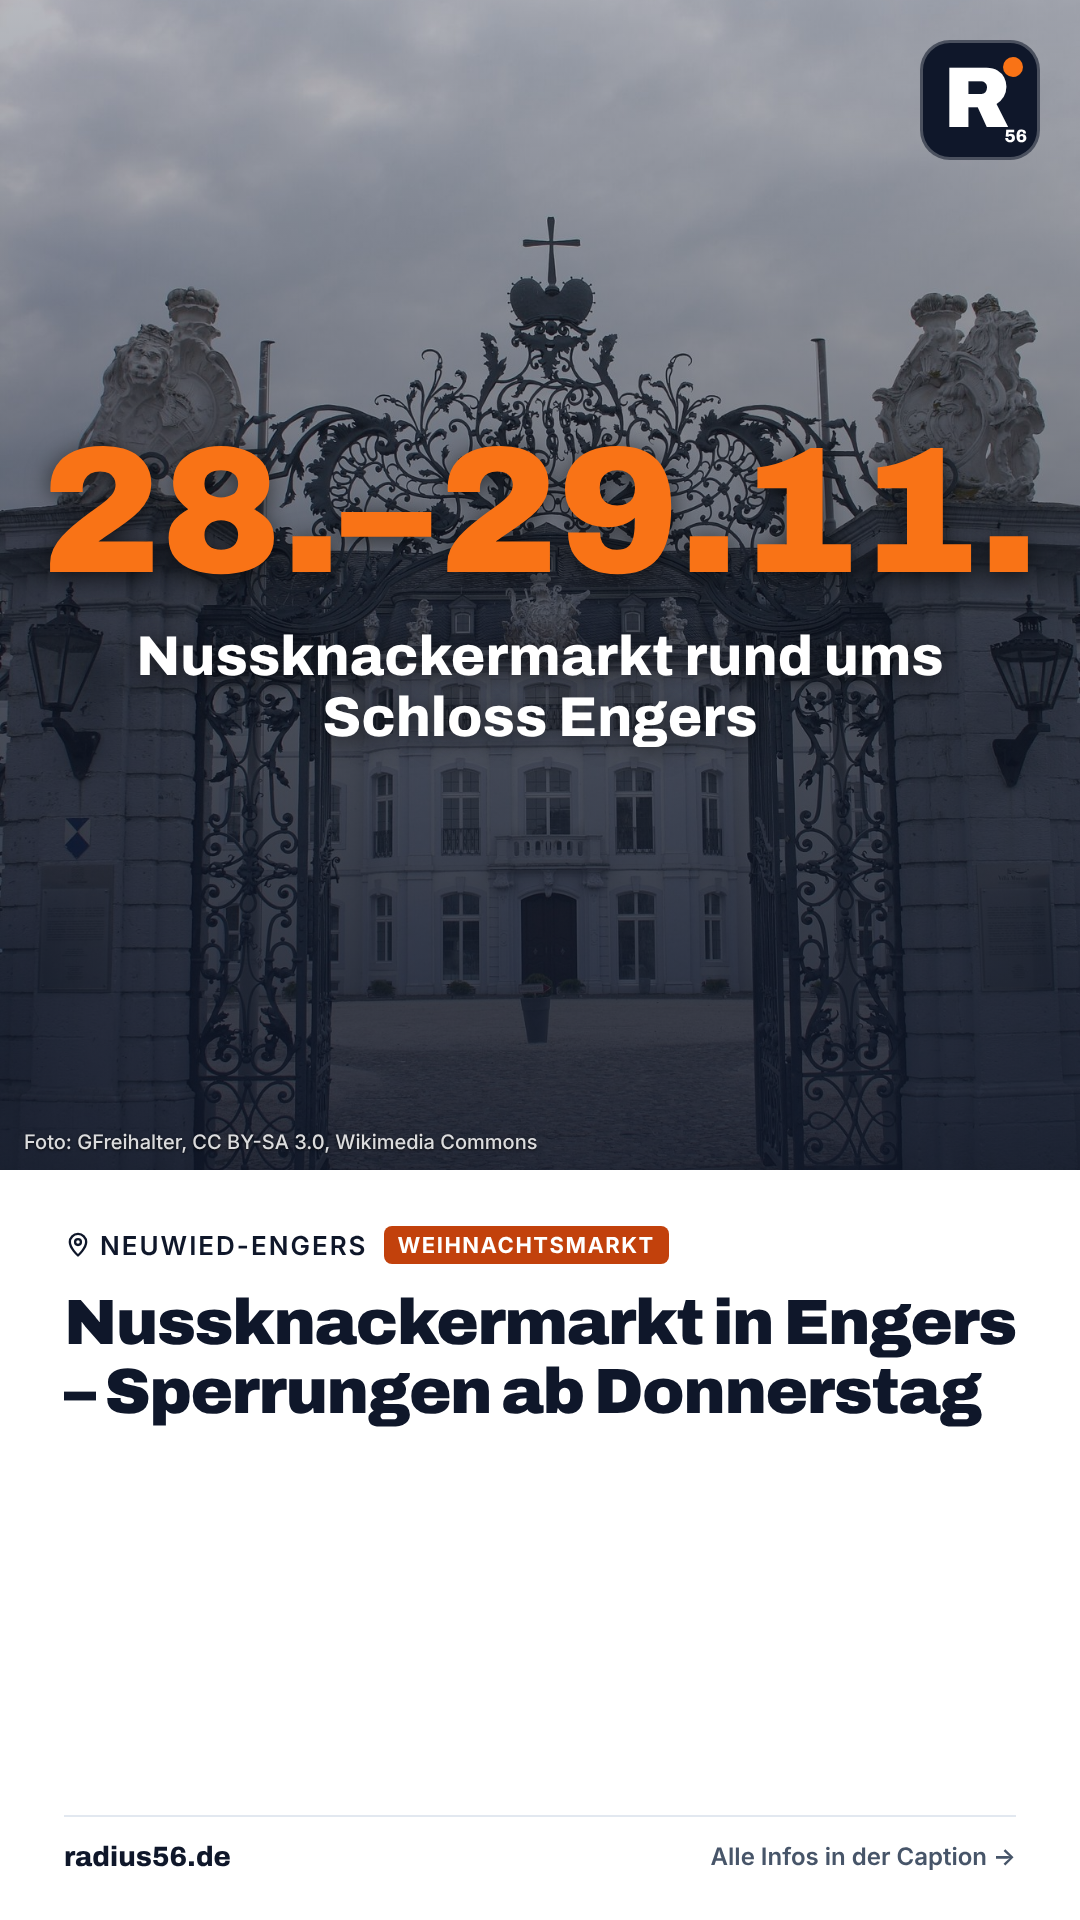 R
56
28.–29.11.
Nussknackermarkt rund ums
Schloss Engers
Foto: GFreihalter, CC BY-SA 3.0, Wikimedia Commons
NEUWIED-ENGERS WEIHNACHTSMARKT
Nussknackermarkt in Engers
– Sperrungen ab Donnerstag
radius56.de
Alle Infos in der Caption →